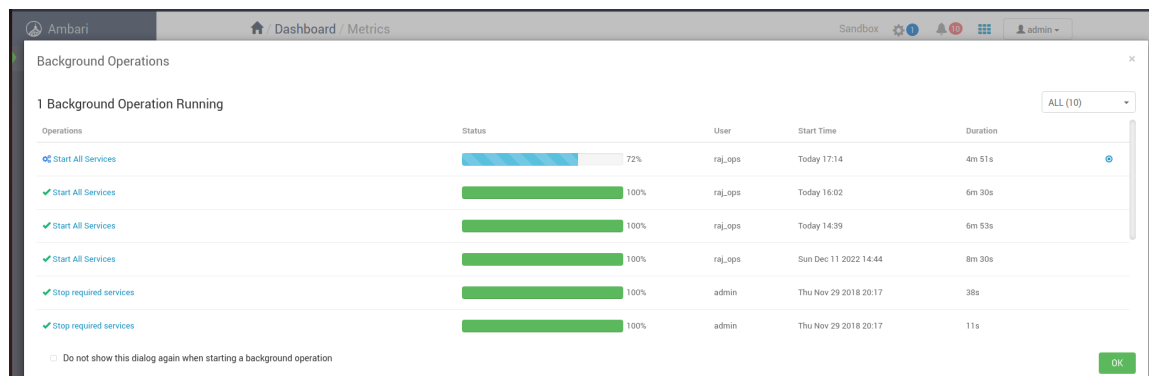 Ambari / Dashboard / Metrics Sandbox 1 10 admin
Background Operations ×
1 Background Operation Running ALL (10)
Operations Status User Start Time Duration
Start All Services 72% raj_ops Today 17:14 4m 51s
Start All Services 100% raj_ops Today 16:02 6m 30s
Start All Services 100% raj_ops Today 14:39 6m 53s
Start All Services 100% raj_ops Sun Dec 11 2022 14:44 8m 30s
Stop required services 100% admin Thu Nov 29 2018 20:17 38s
Stop required services 100% admin Thu Nov 29 2018 20:17 11s
Do not show this dialog again when starting a background operation OK